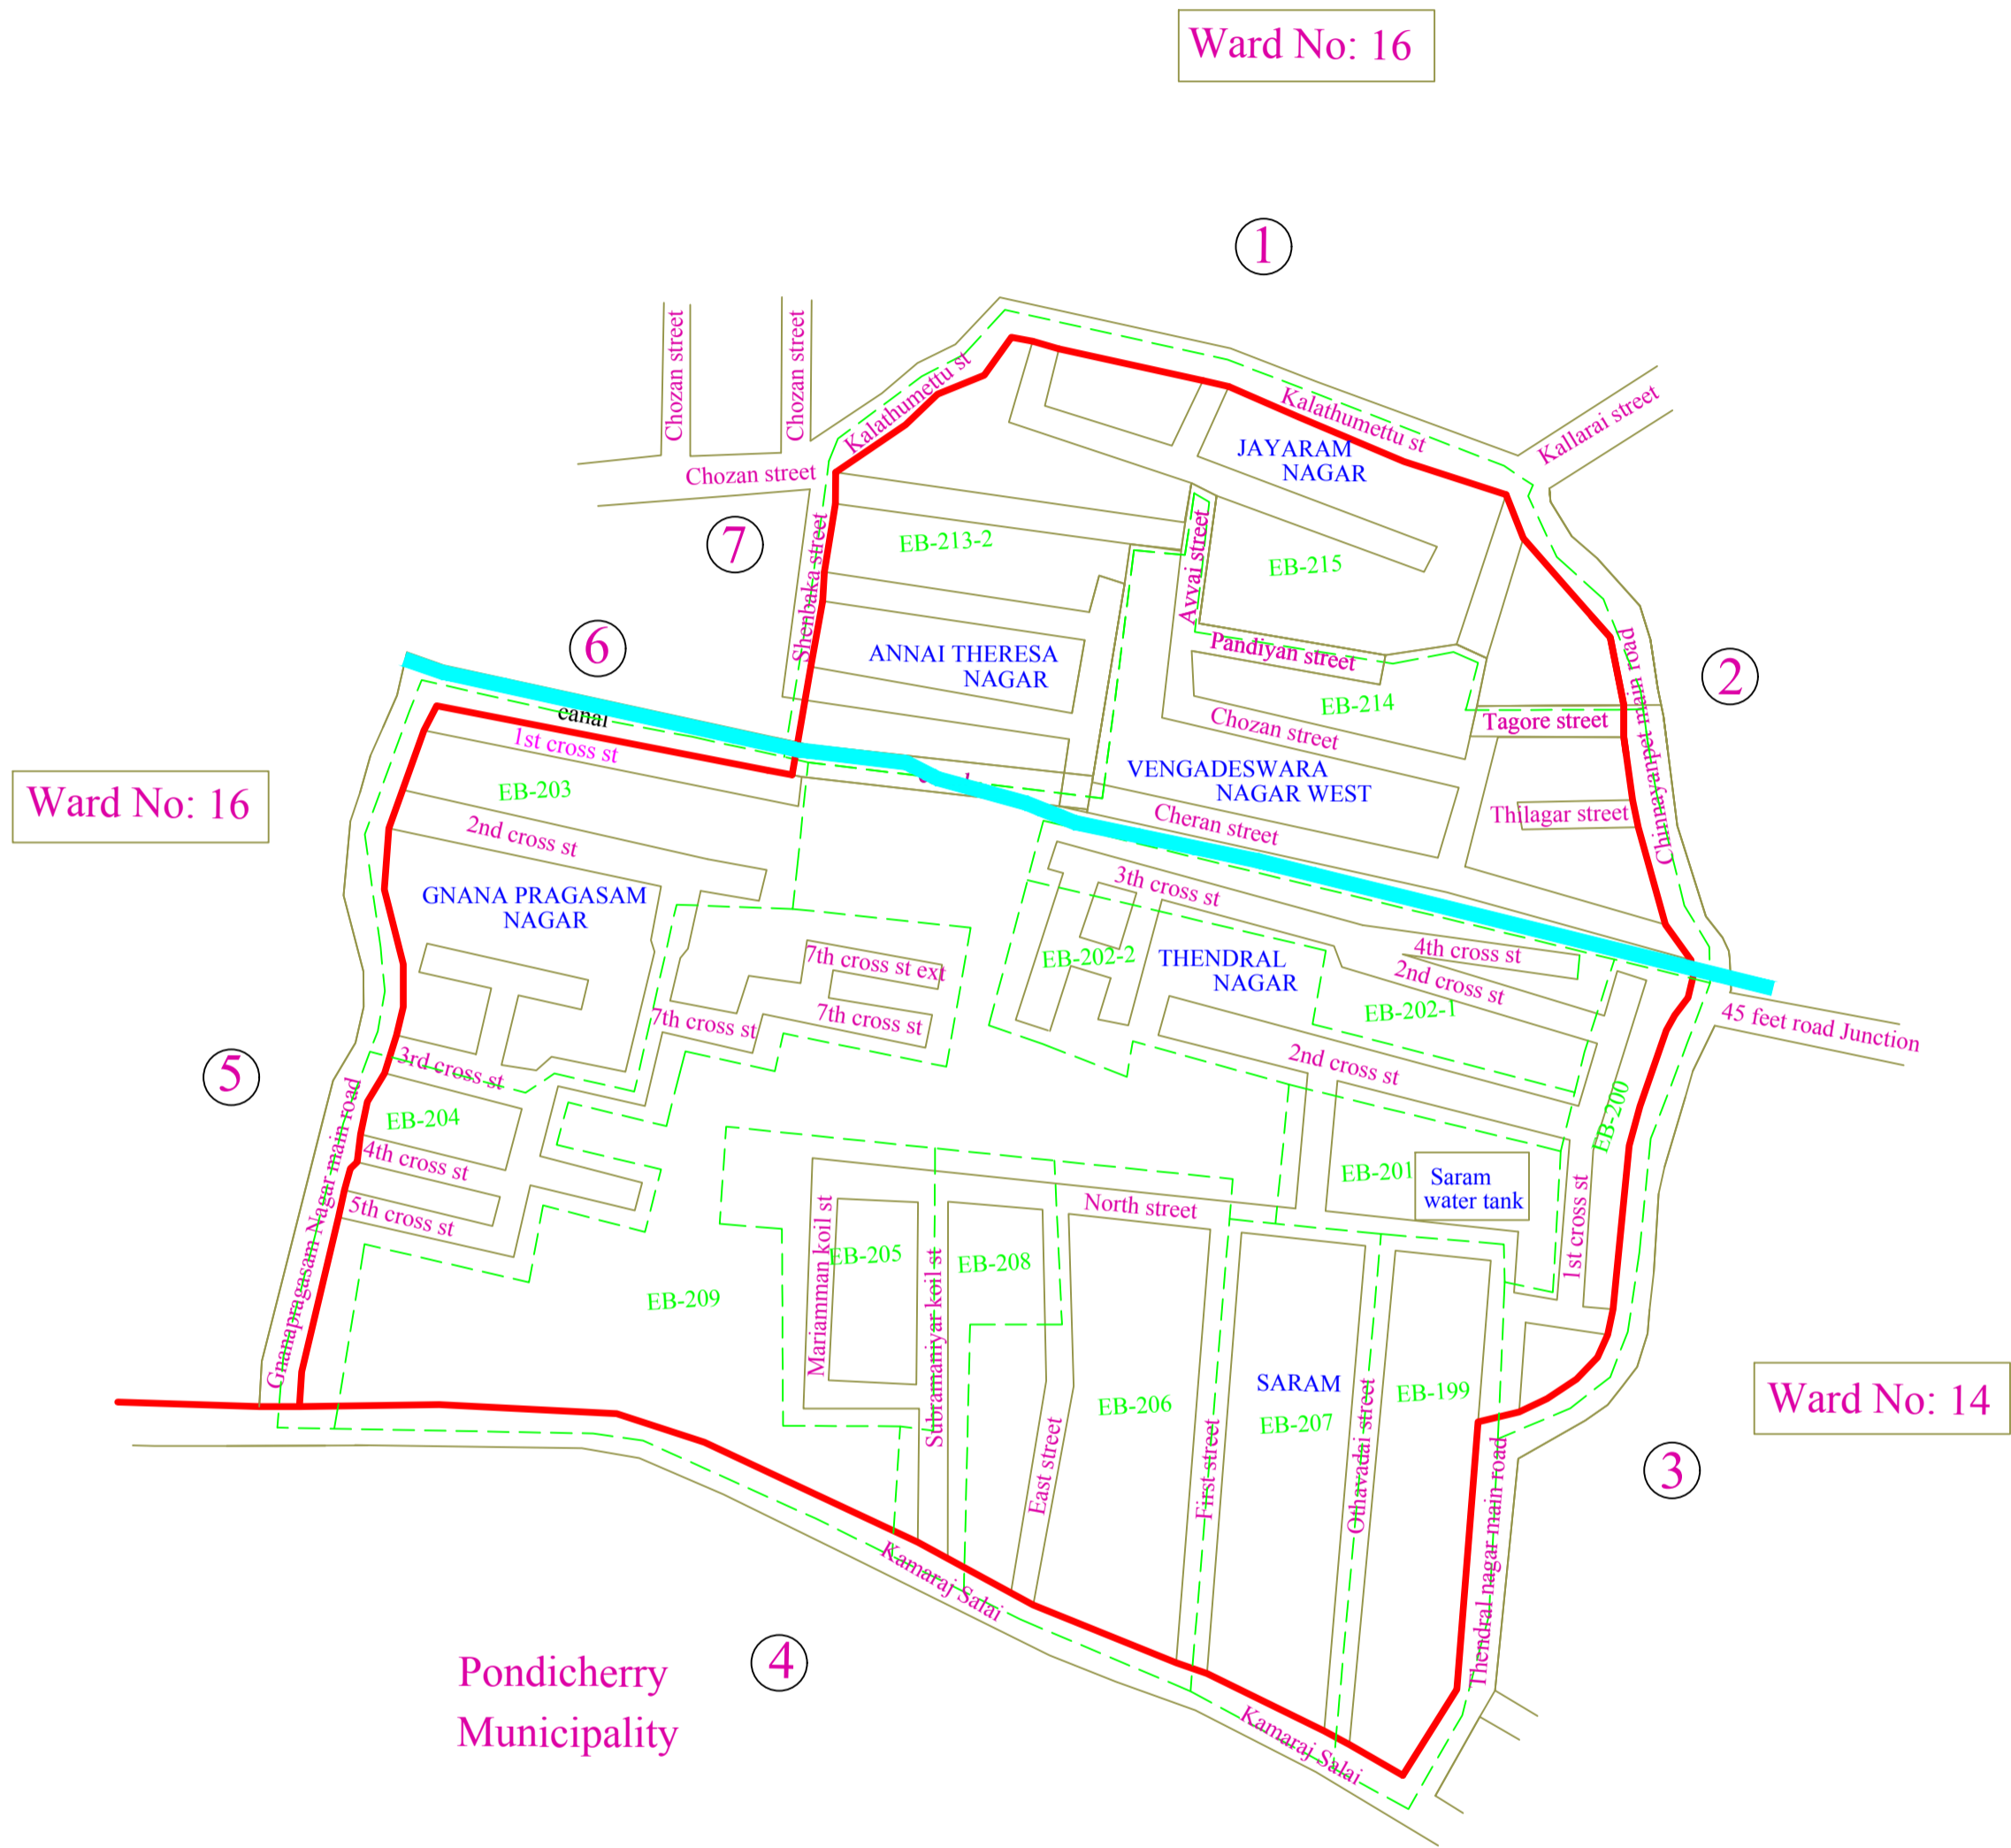 Ward No: 16
1
Chozan street
Chozan street
Kalathumettu st
Kalathumettu st
Kallarai street
JAYARAM
NAGAR
Chozan street
7
EB-213-2
Shenbaka street
Avvai street
EB-215
6
ANNAI THERESA
NAGAR
Pandiyan street
Chinnayanpet main road
2
EB-214
canal
1st cross st
Chozan street
Tagore street
Ward No: 16
EB-203
VENGADESWARA
NAGAR WEST
2nd cross st
Cheran street
Thilagar street
GNANA PRAGASAM
NAGAR
3th cross st
7th cross st ext
EB-202-2
THENDRAL
NAGAR
4th cross st
2nd cross st
7th cross st
7th cross st
EB-202-1
45 feet road Junction
5
3rd cross st
2nd cross st
EB-204
EB-200
4th cross st
EB-201
Saram
water tank
5th cross st
North street
1st cross st
Gnanapragasam Nagar main road
EB-209
Mariamman koil st
EB-205
Subramaniyar koil st
EB-208
SARAM
EB-206
EB-207
EB-199
Ward No: 14
East street
First street
Othavadai street
Thendral nagar main road
3
Kamaraj Salai
4
Pondicherry
Municipality
Kamaraj Salai